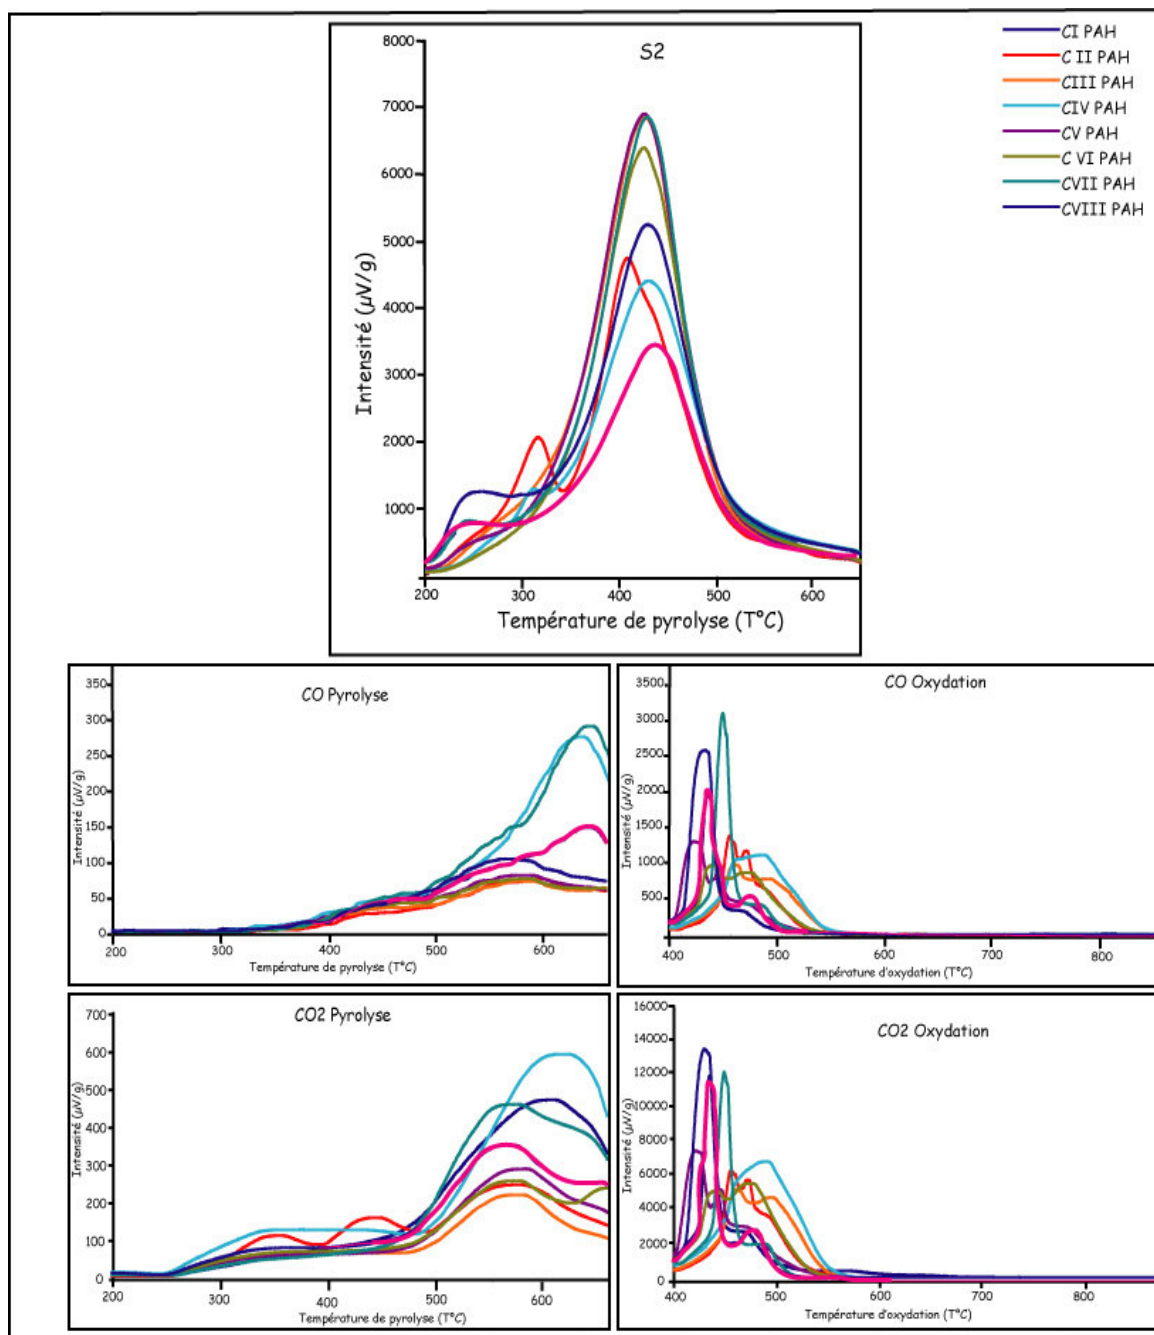 S2
8000
7000
6000
5000
4000
3000
2000
1000
200 300 400 500 600
Intensité (µV/g)
Température de pyrolyse (T°C)
CI PAH
C II PAH
CIII PAH
CIV PAH
CV PAH
C VI PAH
CVII PAH
CVIII PAH
CO Pyrolyse
350
300
250
200
150
100
50
0
200 300 400 500 600
Intensité (µV/g)
Température de pyrolyse (T°C)
CO Oxydation
3500
3000
2500
2000
1500
1000
500
400 500 600 700 800
Intensité (µV/g)
Température d'oxydation (T°C)
CO2 Pyrolyse
700
600
500
400
300
200
100
0
200 300 400 500 600
Intensité (µV/g)
Température de pyrolyse (T°C)
CO2 Oxydation
16000
14000
12000
10000
8000
6000
4000
2000
0
400 500 600 700 800
Intensité (µV/g)
Température d'oxydation (T°C)